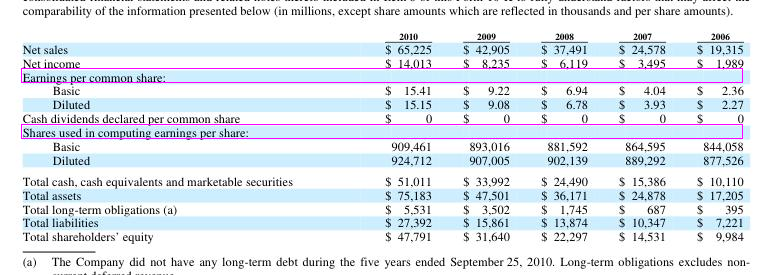 comparability of the information presented below (in millions, except share amounts which are reflected in thousands and per share amounts).
2010 2009 2008 2007 2006
Net sales $ 65,225 $ 42,905 $ 37,491 $ 24,578 $ 19,315
Net income $ 14,013 $ 8,235 $ 6,119 $ 3,495 $ 1,989
Earnings per common share:
Basic $ 15.41 $ 9.22 $ 6.94 $ 4.04 $ 2.36
Diluted $ 15.15 $ 9.08 $ 6.78 $ 3.93 $ 2.27
Cash dividends declared per common share $ 0 $ 0 $ 0 $ 0 $ 0
Shares used in computing earnings per share:
Basic 909,461 893,016 881,592 864,595 844,058
Diluted 924,712 907,005 902,139 889,292 877,526
Total cash, cash equivalents and marketable securities $ 51,011 $ 33,992 $ 24,490 $ 15,386 $ 10,110
Total assets $ 75,183 $ 47,501 $ 36,171 $ 24,878 $ 17,205
Total long-term obligations (a) $ 5,531 $ 3,502 $ 1,745 $ 687 $ 395
Total liabilities $ 27,392 $ 15,861 $ 13,874 $ 10,347 $ 7,221
Total shareholders' equity $ 47,791 $ 31,640 $ 22,297 $ 14,531 $ 9,984
(a) The Company did not have any long-term debt during the five years ended September 25, 2010. Long-term obligations excludes non-